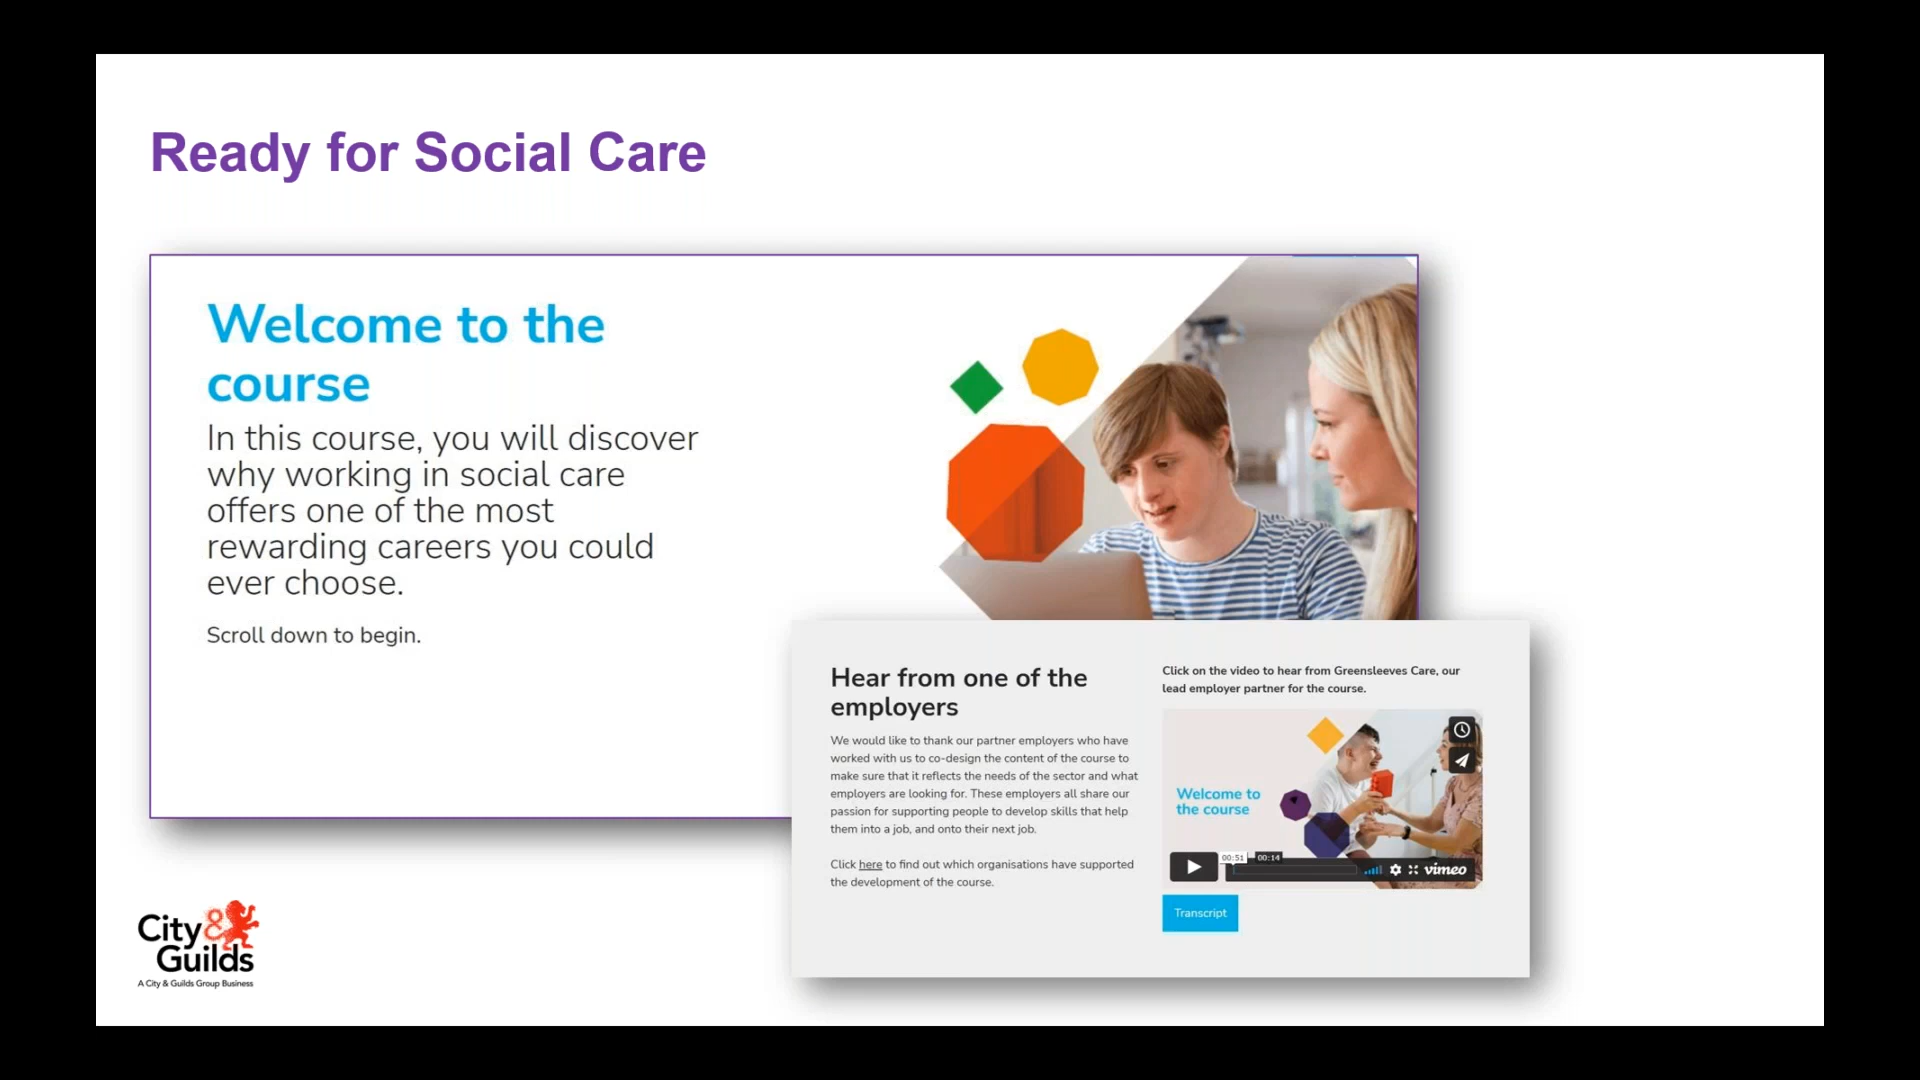 Ready for Social Care
Welcome to the
course
In this course, you will discover
why working in social care
offers one of the most
rewarding careers you could
ever choose.
Scroll down to begin.
Hear from one of the
employers
We would like to thank our partner employers who have
worked with us to co-design the content of the course to
make sure that it reflects the needs of the sector and what
employers are looking for. These employers all share our
passion for supporting people to develop skills that help
them into a job, and onto their next job.
Click here to find out which organisations have supported
the development of the course.
Click on the video to hear from Greensleeves Care, our
lead employer partner for the course.
Welcome to
the course
00:51 00:14
vimeo
Transcript
City &
Guilds
A City & Guilds Group Business